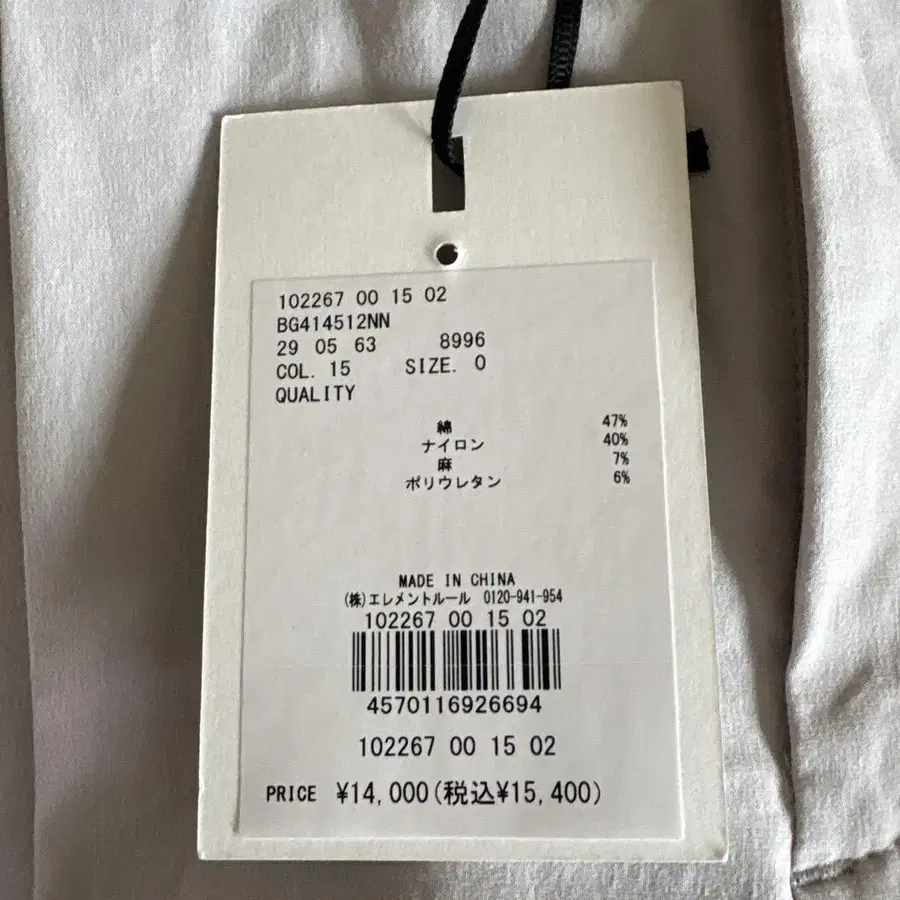 102267 00 15 02
BG414512NN
29 05 63 8996
COL. 15 SIZE. 0
QUALITY
綿 47%
ナイロン 40%
麻 7%
ポリウレタン 6%
MADE IN CHINA
(株)エレメントルール 0120-941-954
102267 00 15 02
4570116926694
102267 00 15 02
PRICE ¥14,000(税込¥15,400)